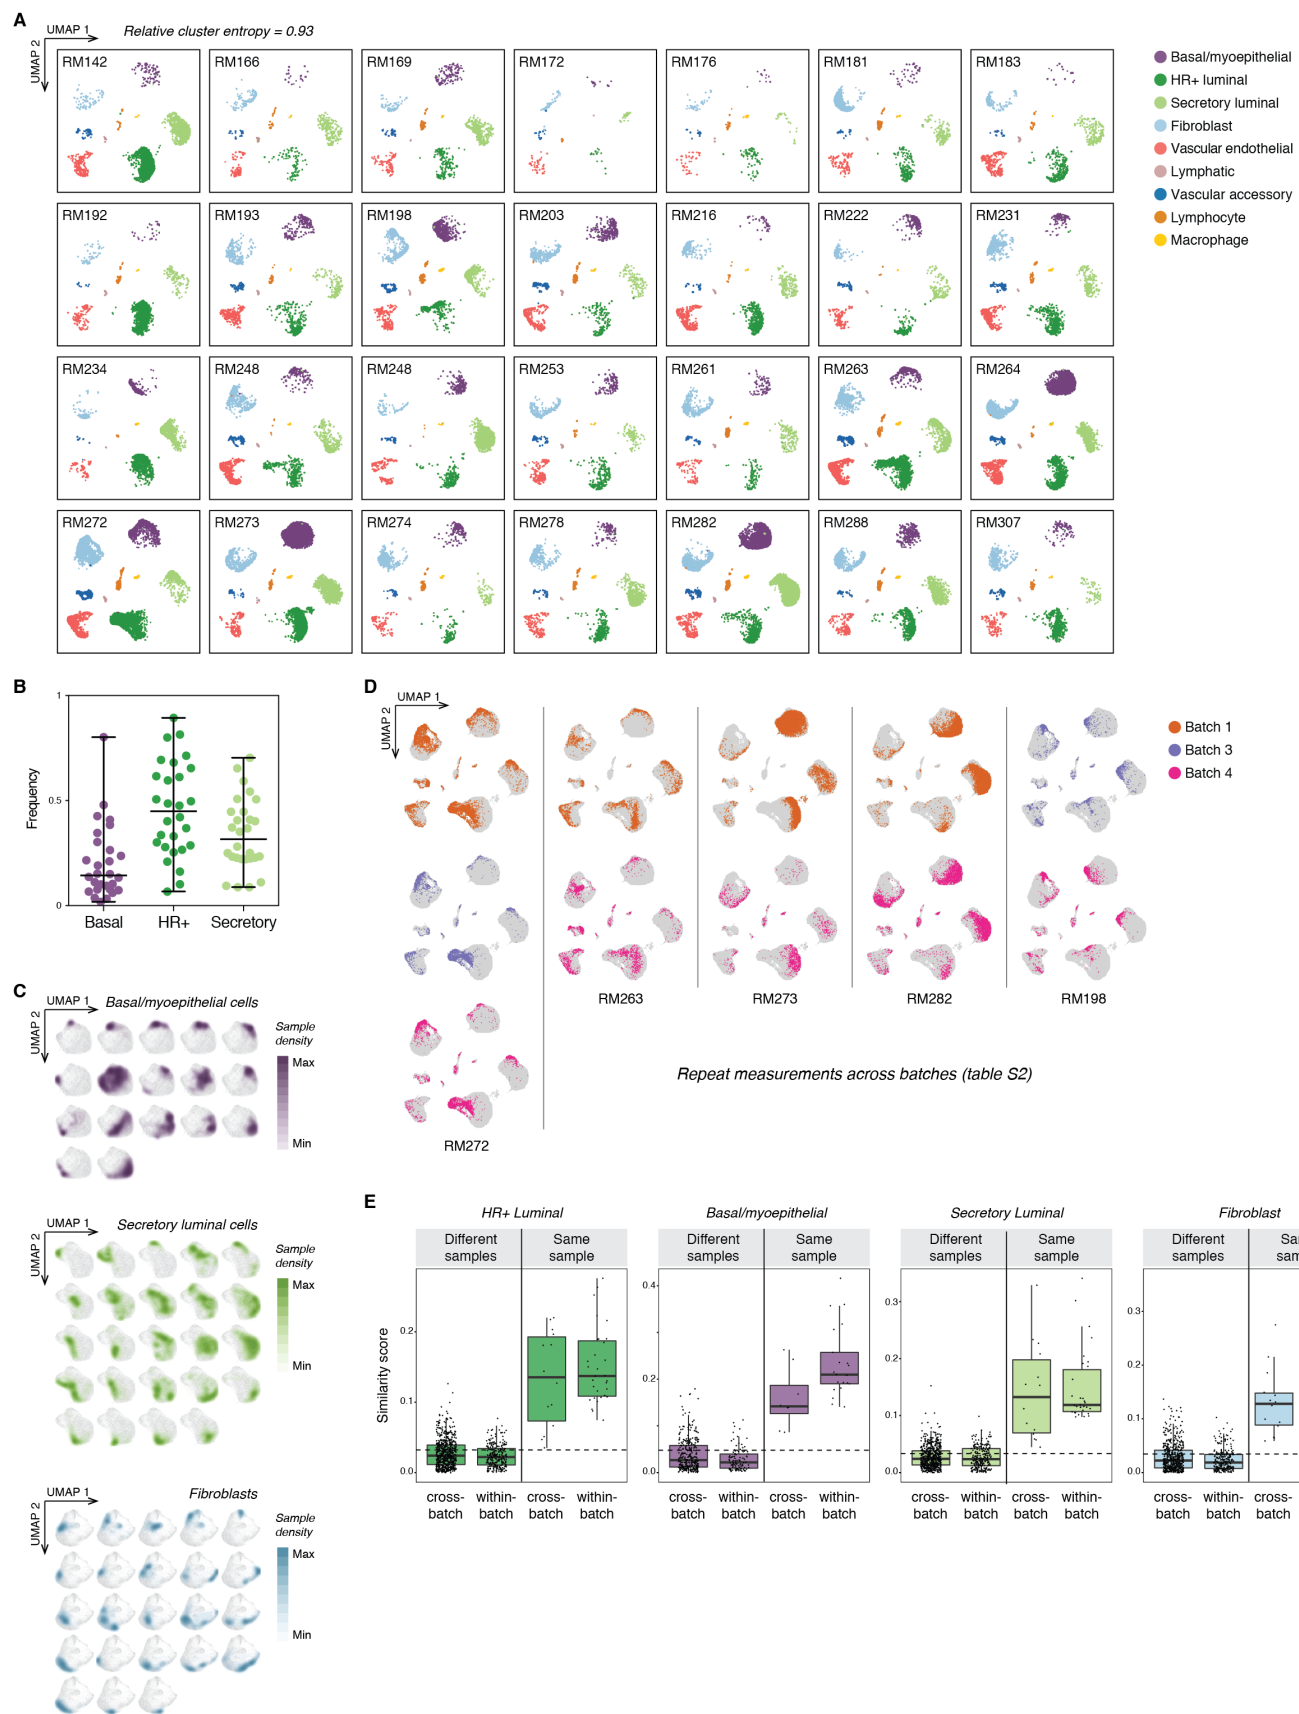 A
UMAP 1
UMAP 2
Relative cluster entropy = 0.93
RM142
RM166
RM169
RM172
RM176
RM181
RM183
RM192
RM193
RM198
RM203
RM216
RM222
RM231
RM234
RM248
RM248
RM253
RM261
RM263
RM264
RM272
RM273
RM274
RM278
RM282
RM288
RM307
Basal/myoepithelial
HR+ luminal
Secretory luminal
Fibroblast
Vascular endothelial
Lymphatic
Vascular accessory
Lymphocyte
Macrophage
B
Frequency
1
0.5
0
Basal
HR+
Secretory
C
UMAP 1
UMAP 2
Basal/myoepithelial cells
Sample
density
Max
Min
UMAP 1
UMAP 2
Secretory luminal cells
Sample
density
Max
Min
UMAP 1
UMAP 2
Fibroblasts
Sample
density
Max
Min
D
UMAP 1
UMAP 2
Batch 1
Batch 3
Batch 4
RM263
RM273
RM282
RM198
RM272
Repeat measurements across batches (table S2)
E
Similarity score
HR+ Luminal
Different
samples
Same
sample
0.2
0.1
0.0
cross-
batch
within-
batch
cross-
batch
within-
batch
Basal/myoepithelial
Different
samples
Same
sample
0.4
0.2
0.0
cross-
batch
within-
batch
cross-
batch
within-
batch
Secretory Luminal
Different
samples
Same
sample
0.3
0.2
0.1
0.0
cross-
batch
within-
batch
cross-
batch
within-
batch
Fibroblast
Different
samples
0.3
0.2
0.1
0.0
cross-
batch
within-
batch
cross-
batch